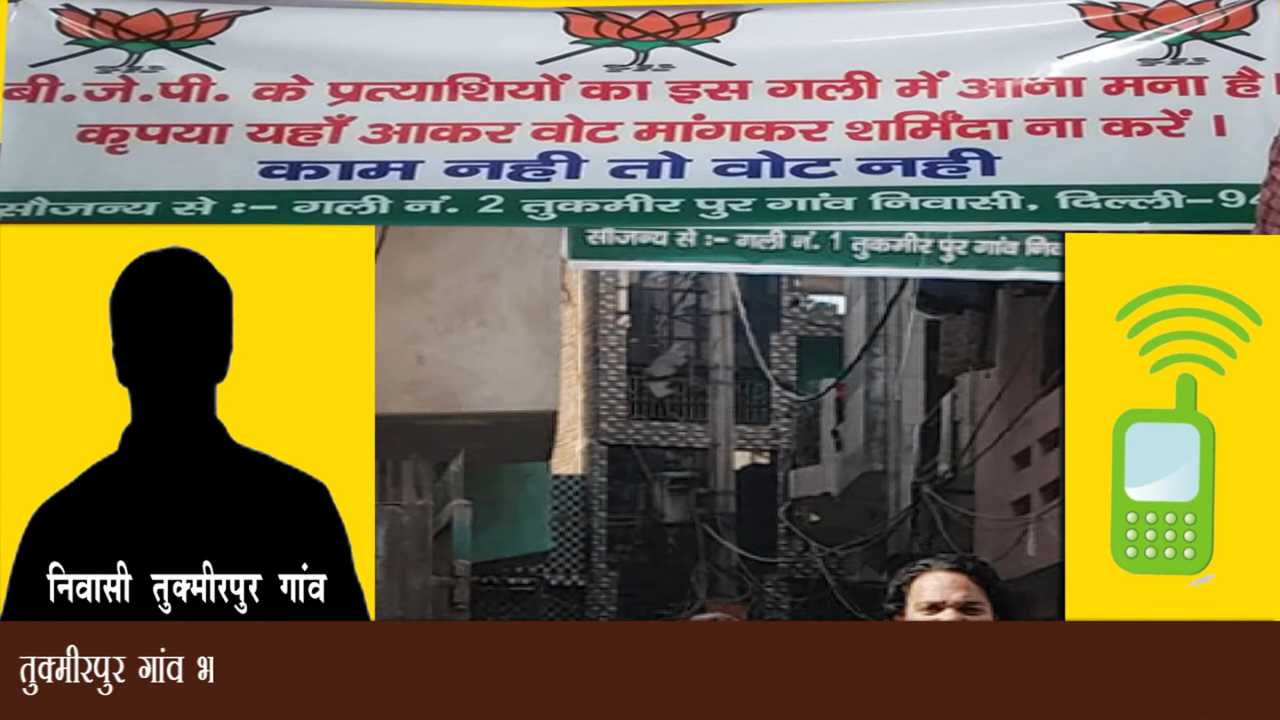 बी.जे.पी. के प्रत्याशियों का इस गली में आना मना है।
कृपया यहाँ आकर वोट मांगकर शर्मिंदा ना करें ।
काम नही तो वोट नही
सौजन्य से :- गली नं. 2 तुकमीर पुर गांव निवासी, दिल्ली-94
सौजन्य से :- गली नं. 1 तुकमीर पुर गांव
निवासी तुक्मीरपुर गांव
तुक्मीरपुर गांव भ